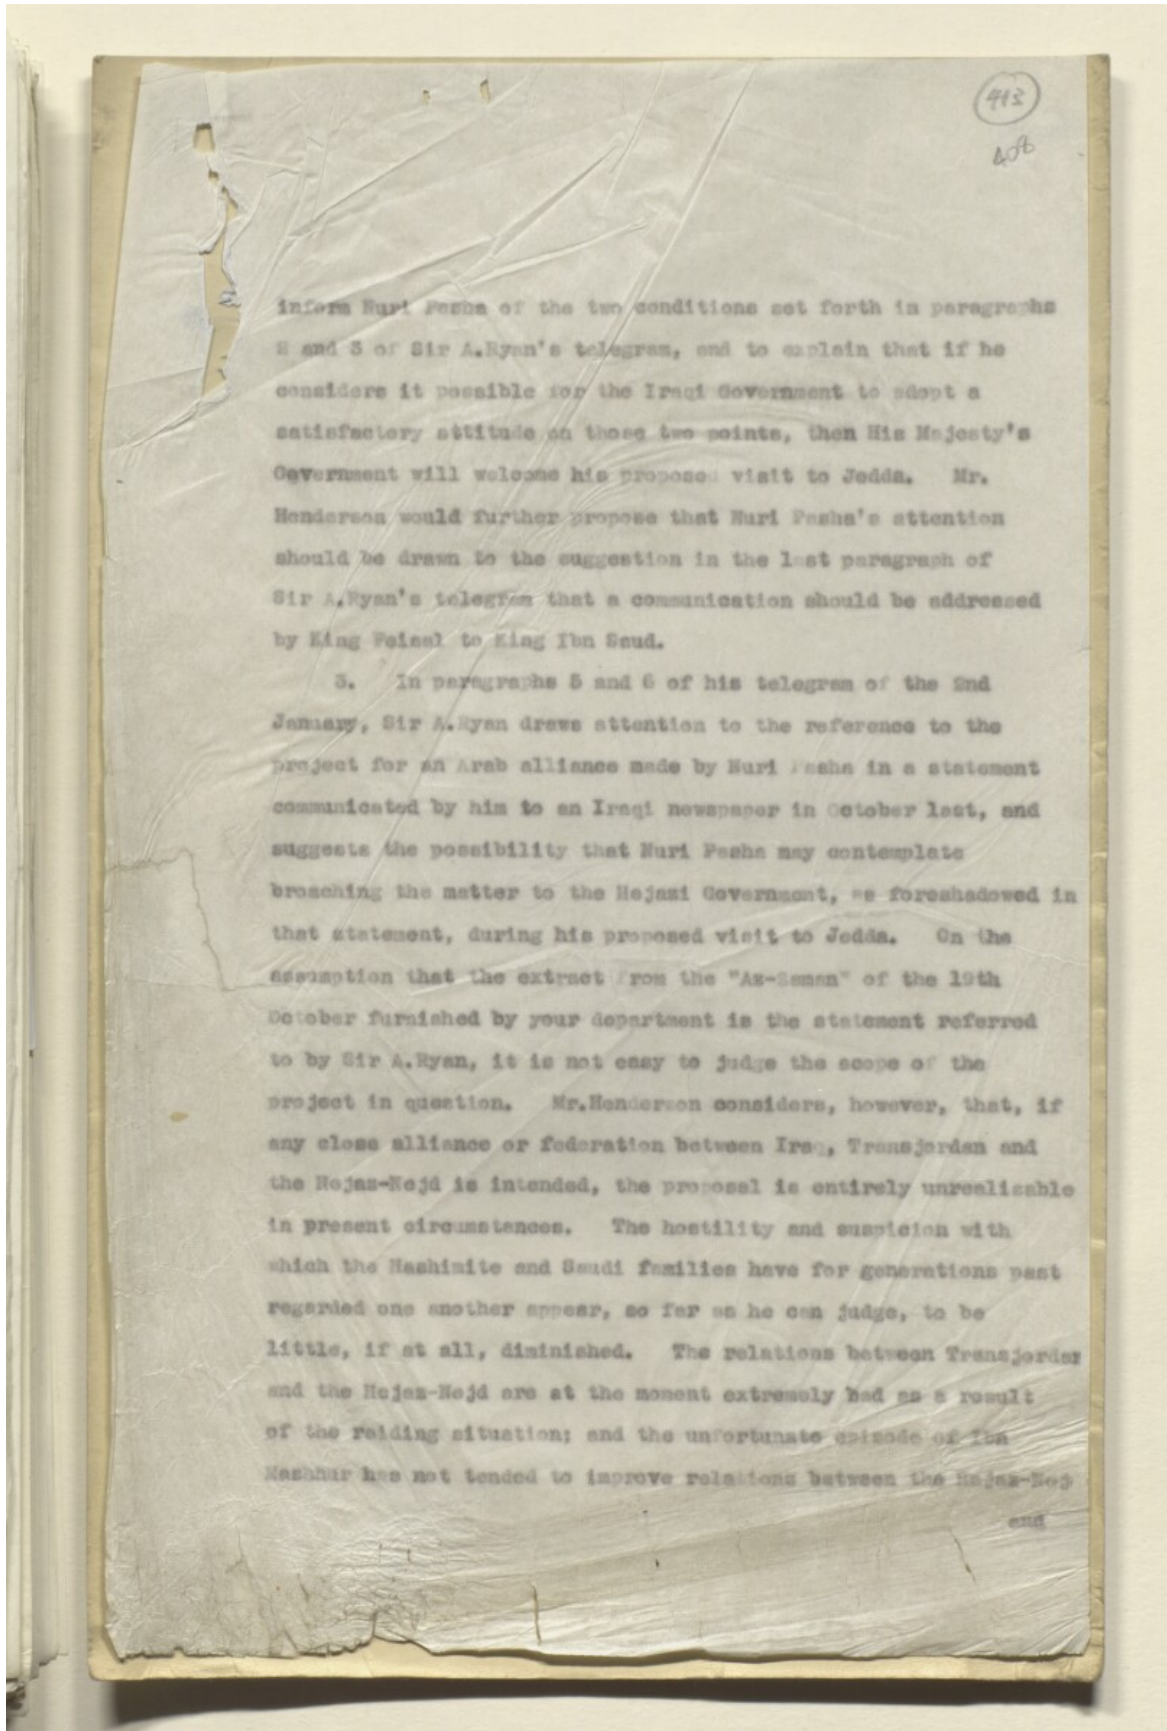 413
408
inform Nuri Pasha of the two conditions set forth in paragraphs
2 and 3 of Sir A.Ryan's telegram, and to explain that if he
considers it possible for the Iraqi Government to adopt a
satisfactory attitude on those two points, then His Majesty's
Government will welcome his proposed visit to Jedda. Mr.
Henderson would further propose that Nuri Pasha's attention
should be drawn to the suggestion in the last paragraph of
Sir A.Ryan's telegram that a communication should be addressed
by King Feisal to King Ibn Saud.
3. In paragraphs 5 and 6 of his telegram of the 2nd
January, Sir A.Ryan draws attention to the reference to the
project for an Arab alliance made by Nuri Pasha in a statement
communicated by him to an Iraqi newspaper in October last, and
suggests the possibility that Nuri Pasha may contemplate
broaching the matter to the Hejazi Government, as foreshadowed in
that statement, during his proposed visit to Jedda. On the
assumption that the extract from the "Az-Zaman" of the 19th
October furnished by your department is the statement referred
to by Sir A.Ryan, it is not easy to judge the scope of the
project in question. Mr.Henderson considers, however, that, if
any close alliance or federation between Iraq, Transjordan and
the Hejaz-Nejd is intended, the proposal is entirely unrealisable
in present circumstances. The hostility and suspicion with
which the Hashimite and Saudi families have for generations past
regarded one another appear, so far as he can judge, to be
little, if at all, diminished. The relations between Transjordan
and the Hejaz-Nejd are at the moment extremely bad as a result
of the raiding situation; and the unfortunate episode of Ibn
Mashhur has not tended to improve relations between the Hejaz-Nej
and